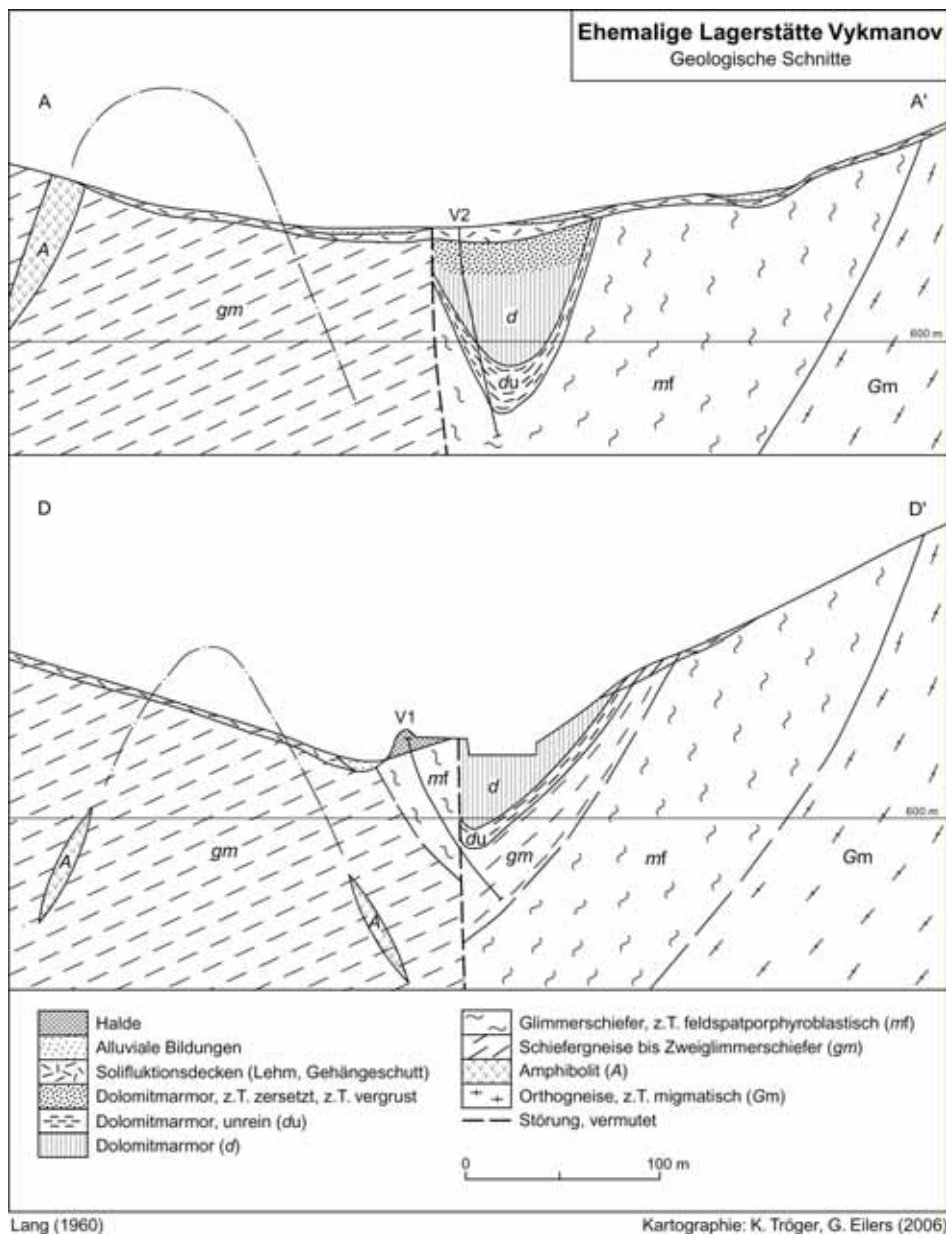 Ehemalige Lagerstätte Vykmanov
Geologische Schnitte
A
A'
V2
A
gm
d
600 m
du
mf
Gm
D
D'
V1
mf
d
600 m
du
A
gm
gm
mf
Gm
A
Halde
Alluviale Bildungen
Solifluktionsdecken (Lehm, Gehängeschutt)
Dolomitmarmor, z.T. zersetzt, z.T. vergrust
Dolomitmarmor, unrein (du)
Dolomitmarmor (d)
Glimmerschiefer, z.T. feldspatporphyroblastisch (mf)
Schiefergneise bis Zweiglimmerschiefer (gm)
Amphibolit (A)
Orthogneise, z.T. migmatisch (Gm)
Störung, vermutet
0 100 m
Lang (1960)
Kartographie: K. Tröger, G. Eilers (2006)